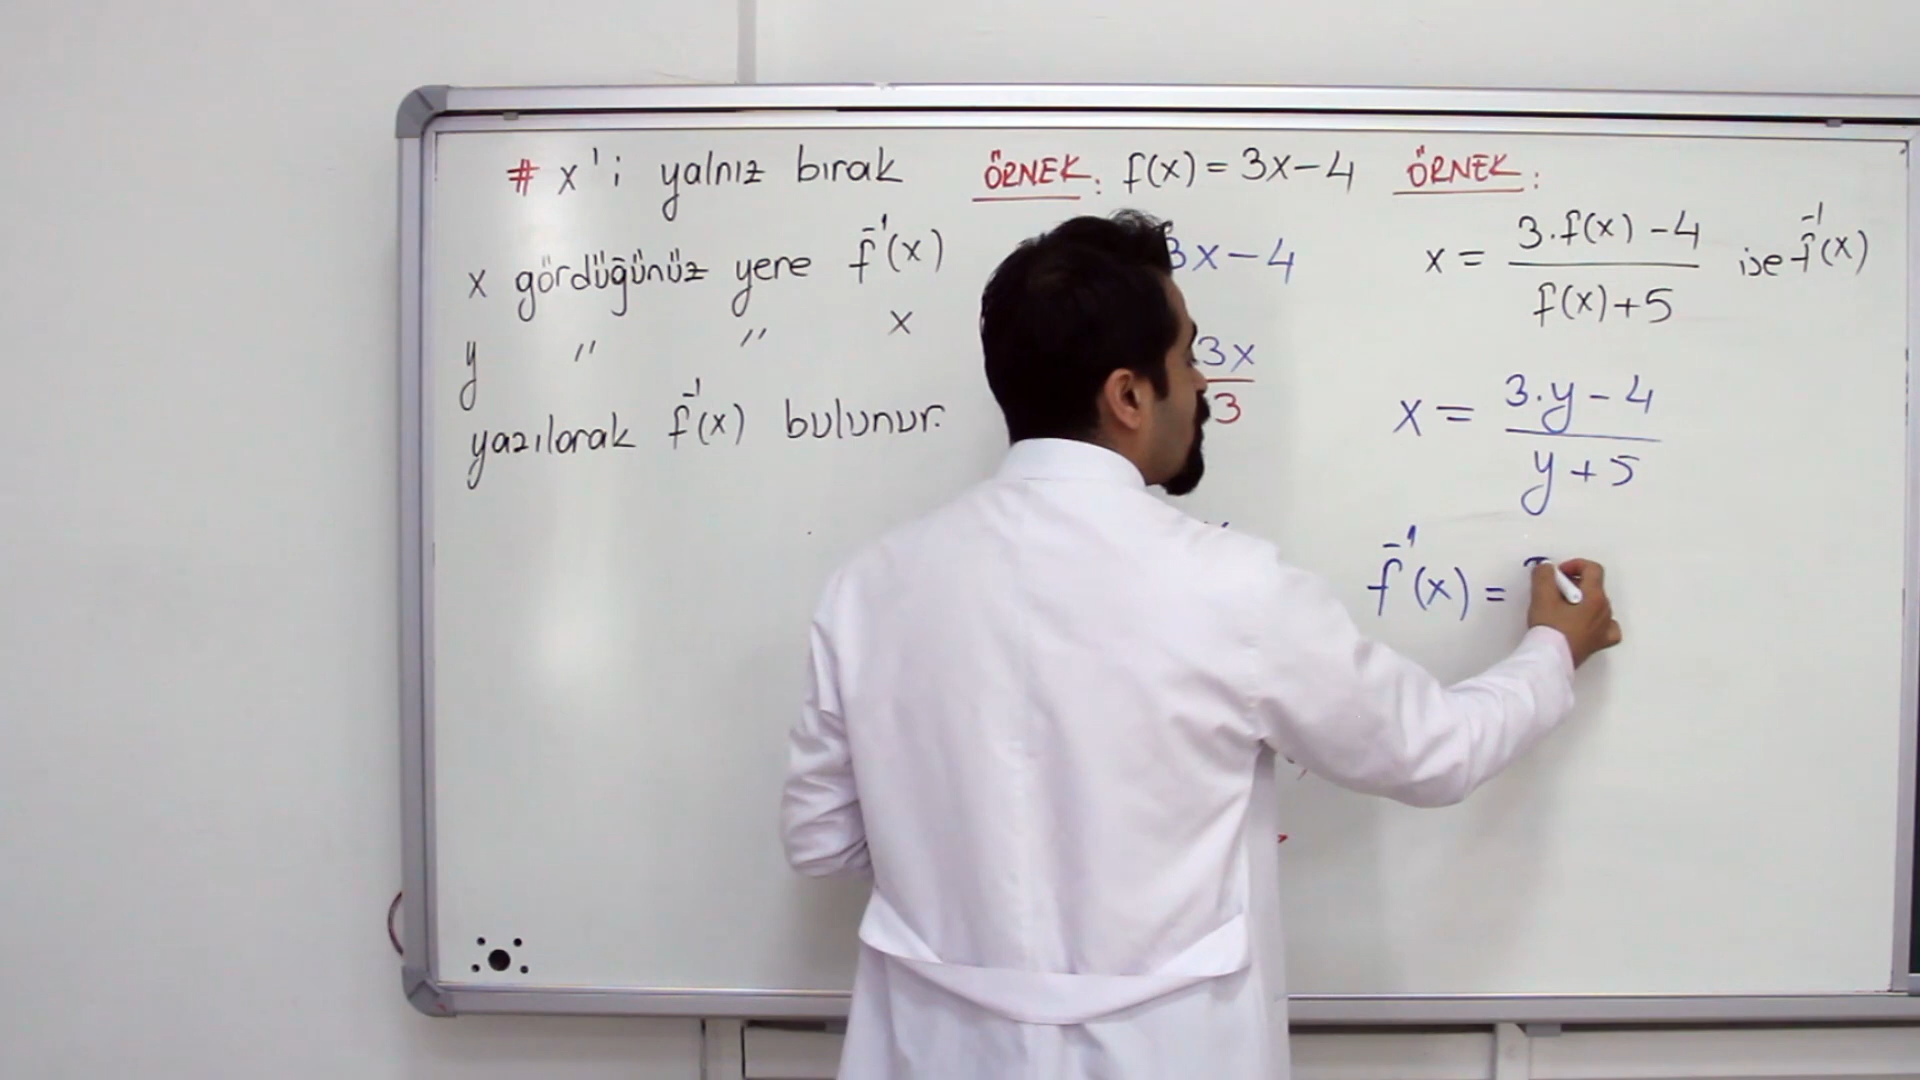 # x'i yalnız bırak
x gördüğünüz yere f⁻¹(x)
y " " x
yazılarak f⁻¹(x) bulunur.
ÖRNEK: f(x) = 3x-4
3x-4
3x
3
ÖRNEK:
x = 3.f(x) -4 ise f⁻¹(x)
f(x)+5
x = 3.y-4
y+5
f⁻¹(x) =